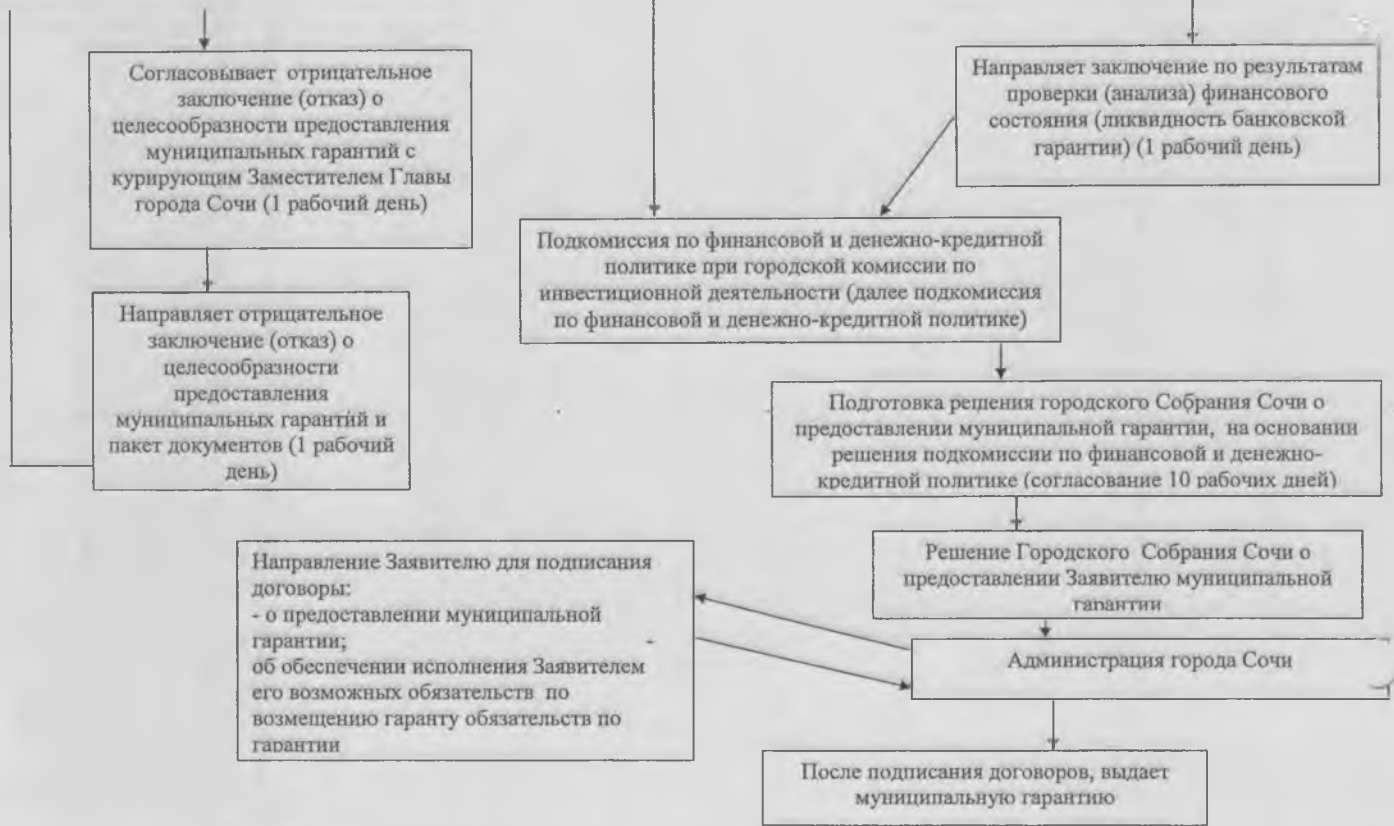 Согласовывает отрицательное
заключение (отказ) о
целесообразности предоставления
муниципальных гарантий с
курирующим Заместителем Главы
города Сочи (1 рабочий день)
Направляет заключение по результатам
проверки (анализа) финансового
состояния (ликвидность банковской
гарантии) (1 рабочий день)
Подкомиссия по финансовой и денежно-кредитной
политике при городской комиссии по
инвестиционной деятельности (далее подкомиссия
по финансовой и денежно-кредитной политике)
Направляет отрицательное
заключение (отказ) о
целесообразности
предоставления
муниципальных гарантий и
пакет документов (1 рабочий
день)
Подготовка решения городского Собрания Сочи о
предоставлении муниципальной гарантии, на основании
решения подкомиссии по финансовой и денежно-
кредитной политике (согласование 10 рабочих дней)
Решение Городского Собрания Сочи о
предоставлении Заявителю муниципальной
гарантии
Направление Заявителю для подписания
договоры:
- о предоставлении муниципальной
гарантии;
об обеспечении исполнения Заявителем
его возможных обязательств по
возмещению гаранту обязательств по
гарантии
Администрация города Сочи
После подписания договоров, выдает
муниципальную гарантию